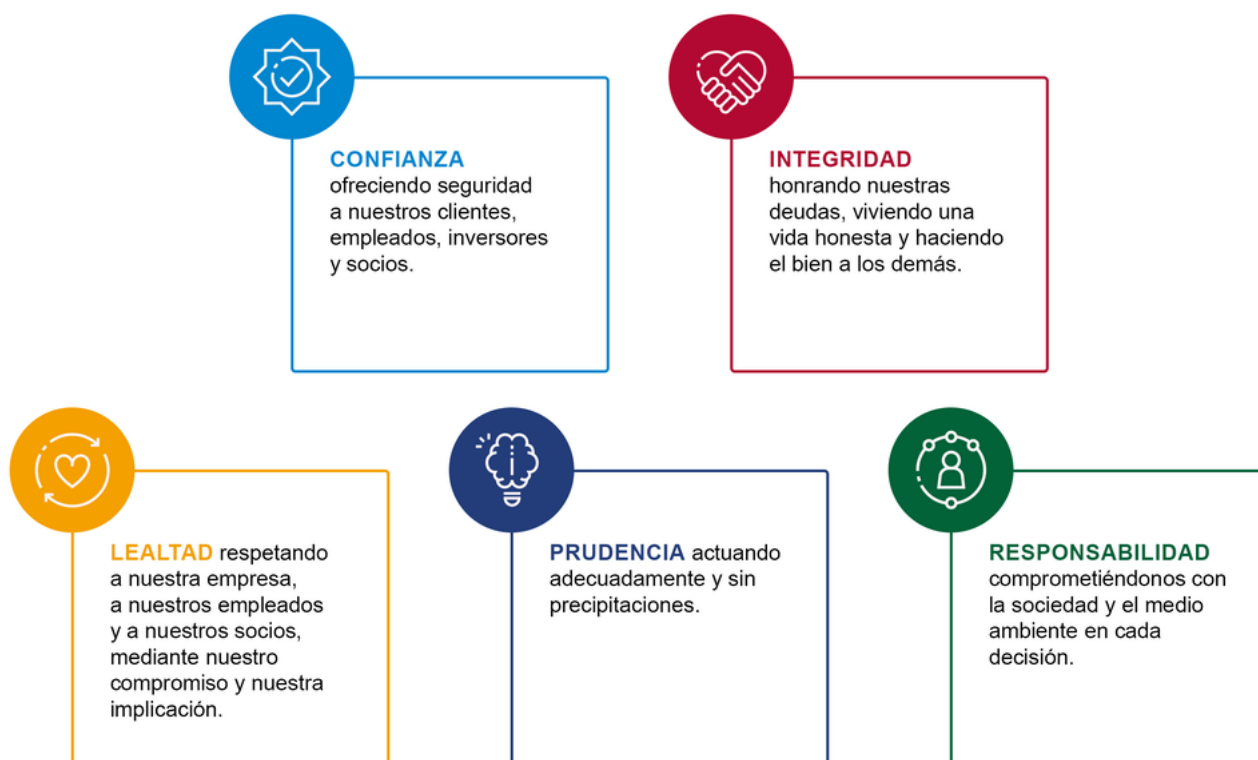 CONFIANZA
ofreciendo seguridad
a nuestros clientes,
empleados, inversores
y socios.
INTEGRIDAD
honrando nuestras
deudas, viviendo una
vida honesta y haciendo
el bien a los demás.
LEALTAD respetando
a nuestra empresa,
a nuestros empleados
y a nuestros socios,
mediante nuestro
compromiso y nuestra
implicación.
PRUDENCIA actuando
adecuadamente y sin
precipitaciones.
RESPONSABILIDAD
comprometiéndonos con
la sociedad y el medio
ambiente en cada
decisión.